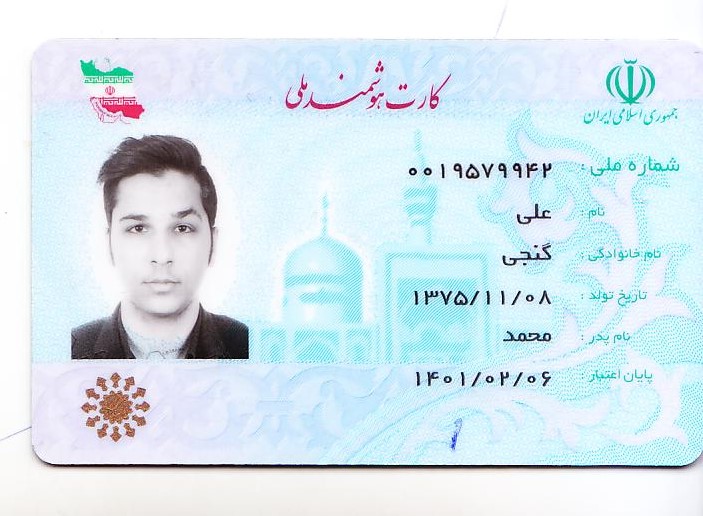 کارت هوشمند ملی
جمهوری اسلامی ایران
شماره ملی : ۰۰۱۹۵۷۹۹۴۲
نام : علی
نام خانوادگی : گنجی
تاریخ تولد : ۱۳۷۵/۱۱/۰۸
نام پدر : محمد
پایان اعتبار : ۱۴۰۱/۰۲/۰۶